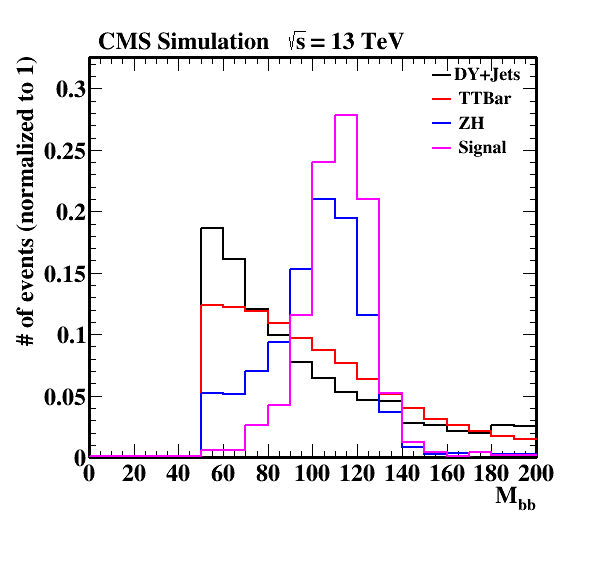 CMS Simulation √s = 13 TeV
# of events (normalized to 1)
DY+Jets
TTBar
ZH
Signal
0.3
0.25
0.2
0.15
0.1
0.05
0
0 20 40 60 80 100 120 140 160 180 200
M_bb